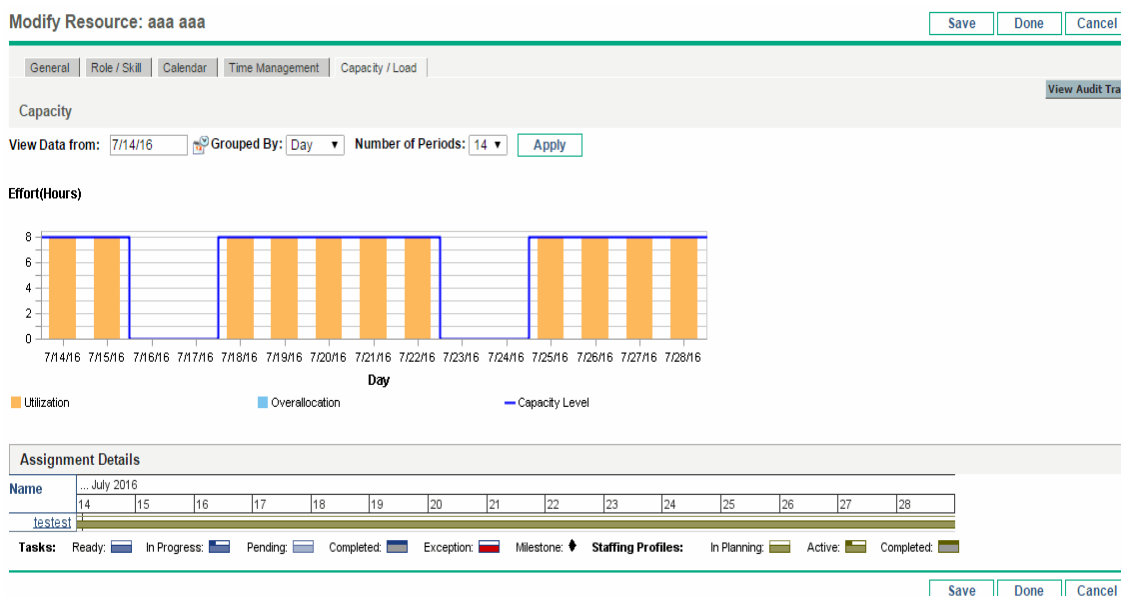 Modify Resource: aaa aaa
Save Done Cancel
General Role / Skill Calendar Time Management Capacity / Load
View Audit Tra
Capacity
View Data from: 7/14/16 Grouped By: Day Number of Periods: 14 Apply
Effort(Hours)
8
6
4
2
0
7/14/16 7/15/16 7/16/16 7/17/16 7/18/16 7/19/16 7/20/16 7/21/16 7/22/16 7/23/16 7/24/16 7/25/16 7/26/16 7/27/16 7/28/16
Day
Utilization Overallocation Capacity Level
Assignment Details
Name ... July 2016
14 15 16 17 18 19 20 21 22 23 24 25 26 27 28
testest
Tasks: Ready: In Progress: Pending: Completed: Exception: Milestone: Staffing Profiles: In Planning: Active: Completed:
Save Done Cancel